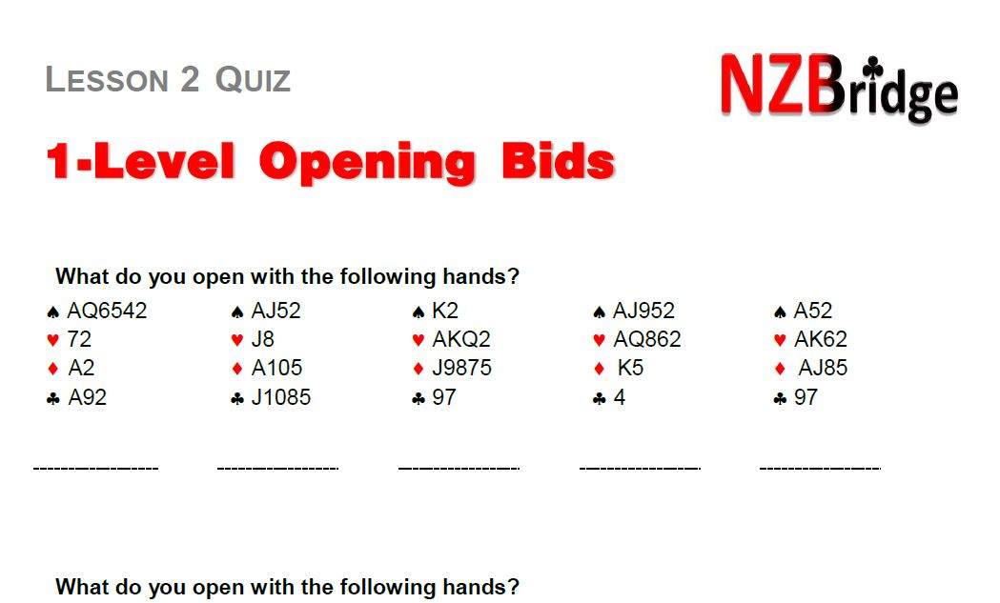 LESSON 2 QUIZ
NZBridge
1-Level Opening Bids
What do you open with the following hands?
♠ AQ6542 ♠ AJ52 ♠ K2 ♠ AJ952 ♠ A52
♥ 72 ♥ J8 ♥ AKQ2 ♥ AQ862 ♥ AK62
♦ A2 ♦ A105 ♦ J9875 ♦ K5 ♦ AJ85
♣ A92 ♣ J1085 ♣ 97 ♣ 4 ♣ 97
What do you open with the following hands?